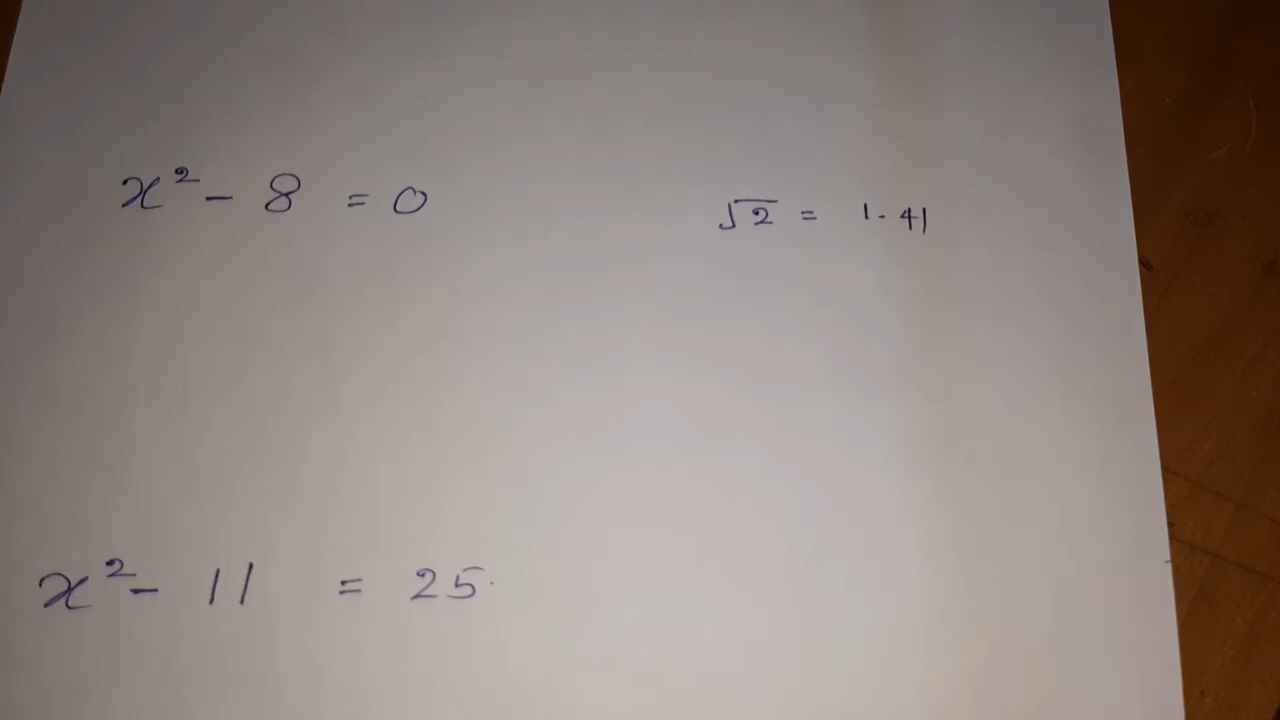 x² - 8 = 0
√2 = 1.41
x² - 11 = 25